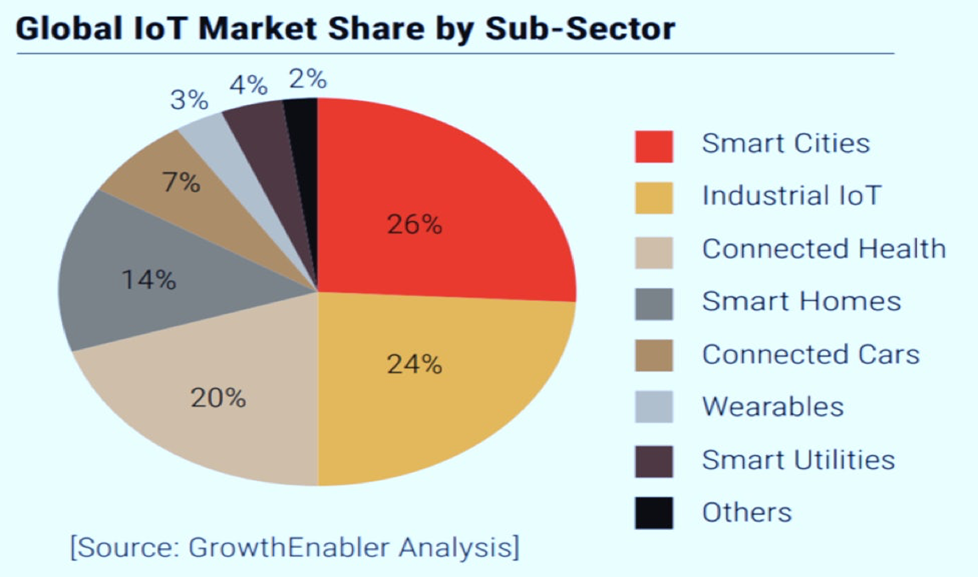 Global IoT Market Share by Sub-Sector
2%
4%
3%
7%
26%
14%
24%
20%
Smart Cities
Industrial IoT
Connected Health
Smart Homes
Connected Cars
Wearables
Smart Utilities
Others
[Source: GrowthEnabler Analysis]